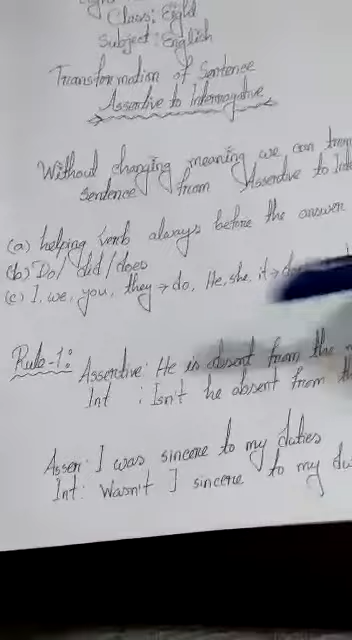 Class: Eight
Subject: English
Transformation of Sentence
Assertive to Interrogative
Without changing meaning we can
sentence from Assertive to
(a) helping verb always before the answer
(b) Do/ did/does
(c) I, we, you, they → do, He, she, it →
Rule-1: Assertive: He is absent from the
Int : Isn't he absent from
Asser: I was sincere to my duties
Int: Wasn't I sincere to my